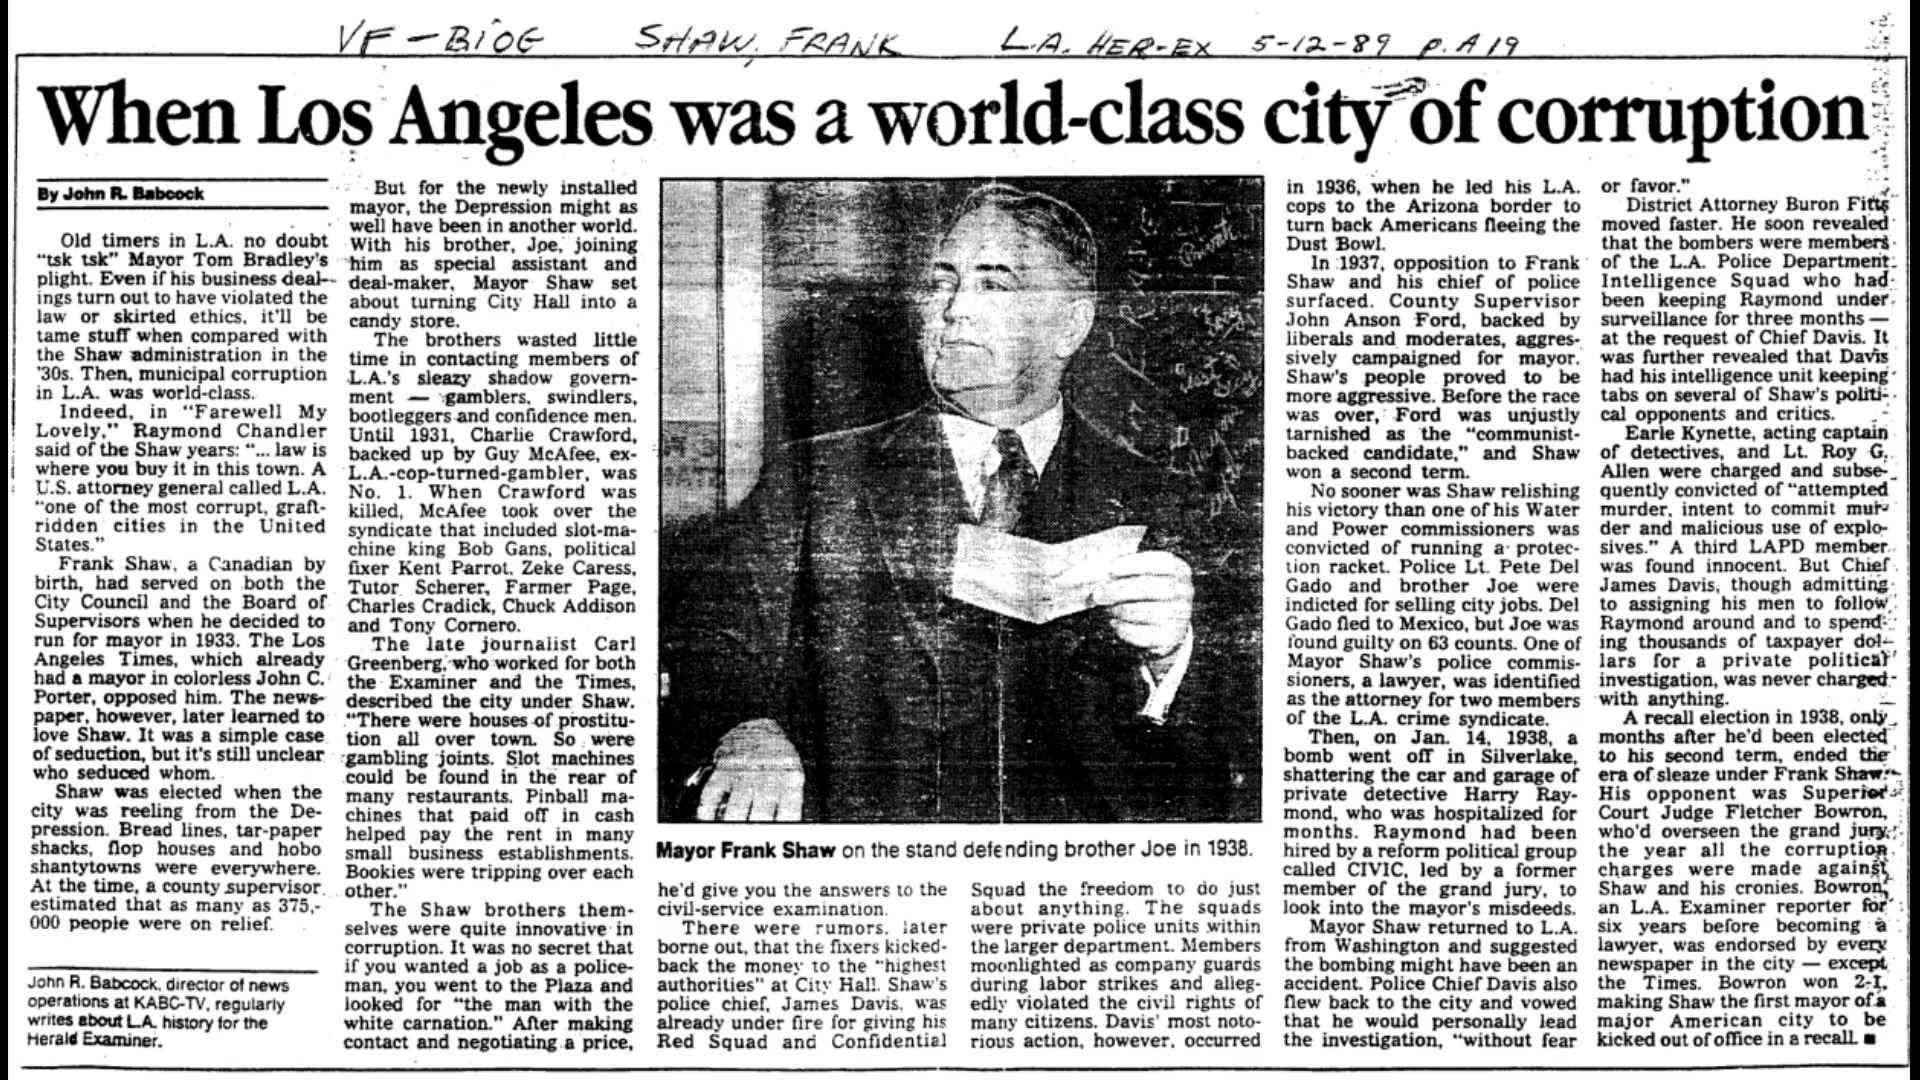 VF - BIOG SHAW, FRANK L.A. HER-EX 5-12-89 p. A19
When Los Angeles was a world-class city of corruption
By John R. Babcock
Old timers in L.A. no doubt
“tsk tsk” Mayor Tom Bradley's
plight. Even if his business deal-
ings turn out to have violated the
law or skirted ethics, it'll be
tame stuff when compared with
the Shaw administration in the
'30s. Then, municipal corruption
in L.A. was world-class.
Indeed, in “Farewell My
Lovely,” Raymond Chandler
said of the Shaw years: “... law is
where you buy it in this town. A
U.S. attorney general called L.A.
“one of the most corrupt, graft-
ridden cities in the United
States.”
Frank Shaw, a Canadian by
birth, had served on both the
City Council and the Board of
Supervisors when he decided to
run for mayor in 1933. The Los
Angeles Times, which already
had a mayor in colorless John C.
Porter, opposed him. The news-
paper, however, later learned to
love Shaw. It was a simple case
of seduction, but it's still unclear
who seduced whom.
Shaw was elected when the
city was reeling from the De-
pression. Bread lines, tar-paper
shacks, flop houses and hobo
shantytowns were everywhere.
At the time, a county supervisor
estimated that as many as 375,-
000 people were on relief.
John R. Babcock, director of news
operations at KABC-TV, regularly
writes about L.A. history for the
Herald Examiner.
But for the newly installed
mayor, the Depression might as
well have been in another world.
With his brother, Joe, joining
him as special assistant and
deal-maker, Mayor Shaw set
about turning City Hall into a
candy store.
The brothers wasted little
time in contacting members of
L.A.'s sleazy shadow govern-
ment — gamblers, swindlers,
bootleggers and confidence men.
Until 1931, Charlie Crawford,
backed up by Guy McAfee, ex-
L.A.-cop-turned-gambler, was
No. 1. When Crawford was
killed, McAfee took over the
syndicate that included slot-ma-
chine king Bob Gans, political
fixer Kent Parrot, Zeke Caress,
Tutor Scherer, Farmer Page,
Charles Cradick, Chuck Addison
and Tony Cornero.
The late journalist Carl
Greenberg, who worked for both
the Examiner and the Times,
described the city under Shaw.
“There were houses of prostitu-
tion all over town. So were
gambling joints. Slot machines
could be found in the rear of
many restaurants. Pinball ma-
chines that paid off in cash
helped pay the rent in many
small business establishments.
Bookies were tripping over each
other.”
The Shaw brothers them-
selves were quite innovative in
corruption. It was no secret that
if you wanted a job as a police-
man, you went to the Plaza and
looked for “the man with the
white carnation.” After making
contact and negotiating a price,
Mayor Frank Shaw on the stand defending brother Joe in 1938.
he'd give you the answers to the
civil-service examination.
There were rumors, later
borne out, that the fixers kicked-
back the money to the “highest
authorities” at City Hall. Shaw's
police chief, James Davis, was
already under fire for giving his
Red Squad and Confidential
Squad the freedom to do just
about anything. The squads
were private police units within
the larger department. Members
moonlighted as company guards
during labor strikes and alleg-
edly violated the civil rights of
many citizens. Davis' most noto-
rious action, however, occurred
in 1936, when he led his L.A.
cops to the Arizona border to
turn back Americans fleeing the
Dust Bowl.
In 1937, opposition to Frank
Shaw and his chief of police
surfaced. County Supervisor
John Anson Ford, backed by
liberals and moderates, aggres-
sively campaigned for mayor.
Shaw's people proved to be
more aggressive. Before the race
was over, Ford was unjustly
tarnished as the “communist-
backed candidate,” and Shaw
won a second term.
No sooner was Shaw relishing
his victory than one of his Water
and Power commissioners was
convicted of running a protec-
tion racket. Police Lt. Pete Del
Gado and brother Joe were
indicted for selling city jobs. Del
Gado fled to Mexico, but Joe was
found guilty on 63 counts. One of
Mayor Shaw's police commis-
sioners, a lawyer, was identified
as the attorney for two members
of the L.A. crime syndicate.
Then, on Jan. 14, 1938, a
bomb went off in Silverlake,
shattering the car and garage of
private detective Harry Ray-
mond, who was hospitalized for
months. Raymond had been
hired by a reform political group
called CIVIC, led by a former
member of the grand jury, to
look into the mayor's misdeeds.
Mayor Shaw returned to L.A.
from Washington and suggested
the bombing might have been an
accident. Police Chief Davis also
flew back to the city and vowed
that he would personally lead
the investigation, “without fear
or favor.”
District Attorney Buron Fitts
moved faster. He soon revealed
that the bombers were members
of the L.A. Police Department
Intelligence Squad who had
been keeping Raymond under
surveillance for three months —
at the request of Chief Davis. It
was further revealed that Davis
had his intelligence unit keeping
tabs on several of Shaw's politi-
cal opponents and critics.
Earle Kynette, acting captain
of detectives, and Lt. Roy G.
Allen were charged and subse-
quently convicted of “attempted
murder, intent to commit mur-
der and malicious use of explo-
sives.” A third LAPD member
was found innocent. But Chief
James Davis, though admitting
to assigning his men to follow
Raymond around and to spend-
ing thousands of taxpayer dol-
lars for a private political
investigation, was never charged
with anything.
A recall election in 1938, only
months after he'd been elected
to his second term, ended the
era of sleaze under Frank Shaw.
His opponent was Superior
Court Judge Fletcher Bowron,
who'd overseen the grand jury
the year all the corruption
charges were made against
Shaw and his cronies. Bowron,
an L.A. Examiner reporter for
six years before becoming a
lawyer, was endorsed by every
newspaper in the city — except
the Times. Bowron won 2-1,
making Shaw the first mayor of a
major American city to be
kicked out of office in a recall. ■